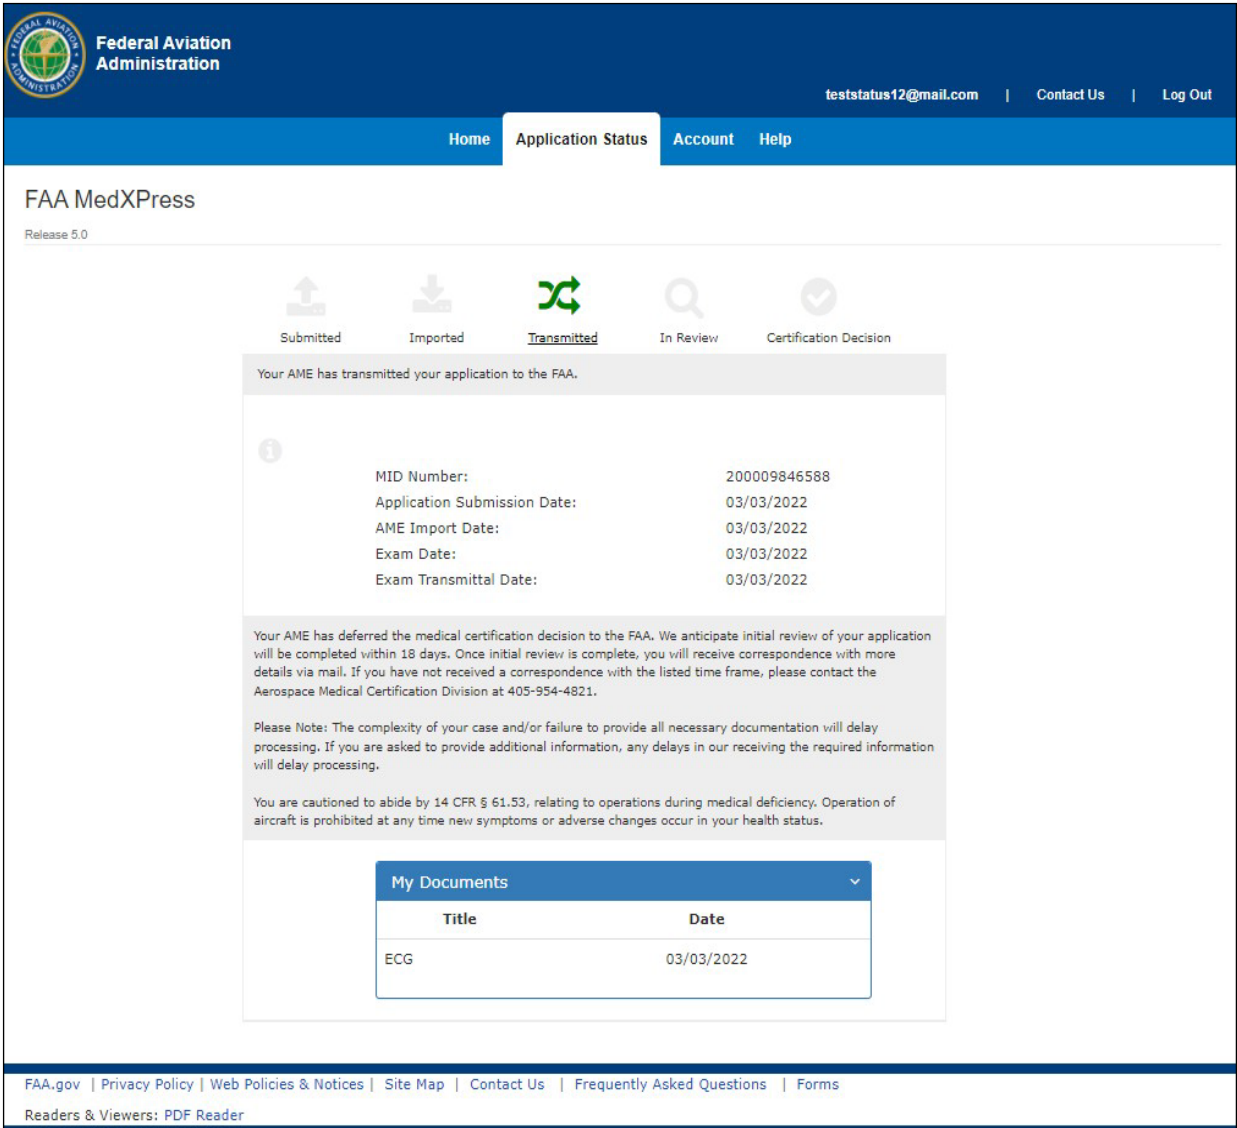 FEDERAL AVIATION ADMINISTRATION
Federal Aviation
Administration
teststatus12@mail.com | Contact Us | Log Out
Home Application Status Account Help
FAA MedXPress
Release 5.0
Submitted Imported Transmitted In Review Certification Decision
Your AME has transmitted your application to the FAA.
MID Number: 200009846588
Application Submission Date: 03/03/2022
AME Import Date: 03/03/2022
Exam Date: 03/03/2022
Exam Transmittal Date: 03/03/2022
Your AME has deferred the medical certification decision to the FAA. We anticipate initial review of your application
will be completed within 18 days. Once initial review is complete, you will receive correspondence with more
details via mail. If you have not received a correspondence with the listed time frame, please contact the
Aerospace Medical Certification Division at 405-954-4821.
Please Note: The complexity of your case and/or failure to provide all necessary documentation will delay
processing. If you are asked to provide additional information, any delays in our receiving the required information
will delay processing.
You are cautioned to abide by 14 CFR § 61.53, relating to operations during medical deficiency. Operation of
aircraft is prohibited at any time new symptoms or adverse changes occur in your health status.
My Documents
Title Date
ECG 03/03/2022
FAA.gov | Privacy Policy | Web Policies & Notices | Site Map | Contact Us | Frequently Asked Questions | Forms
Readers & Viewers: PDF Reader